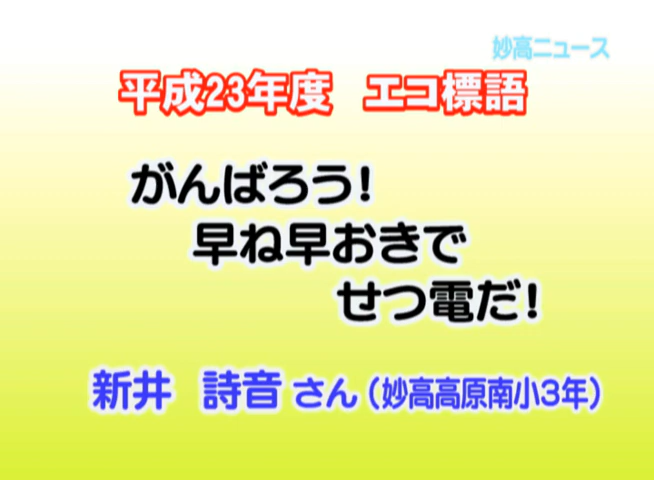 妙高ニュース
平成23年度　エコ標語
がんばろう！
早ね早おきで
せつ電だ！
新井　詩音さん（妙高高原南小3年）